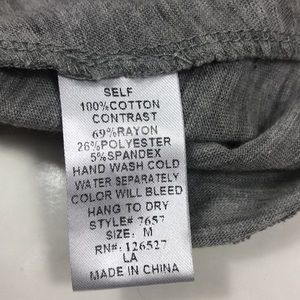 SELF
100%COTTON
CONTRAST
69%RAYON
26%POLYESTER
5%SPANDEX
HAND WASH COLD
WATER SEPARATELY
COLOR WILL BLEED
HANG TO DRY
STYLE# 7657
SIZE: M
RN#: 126527
LA
MADE IN CHINA